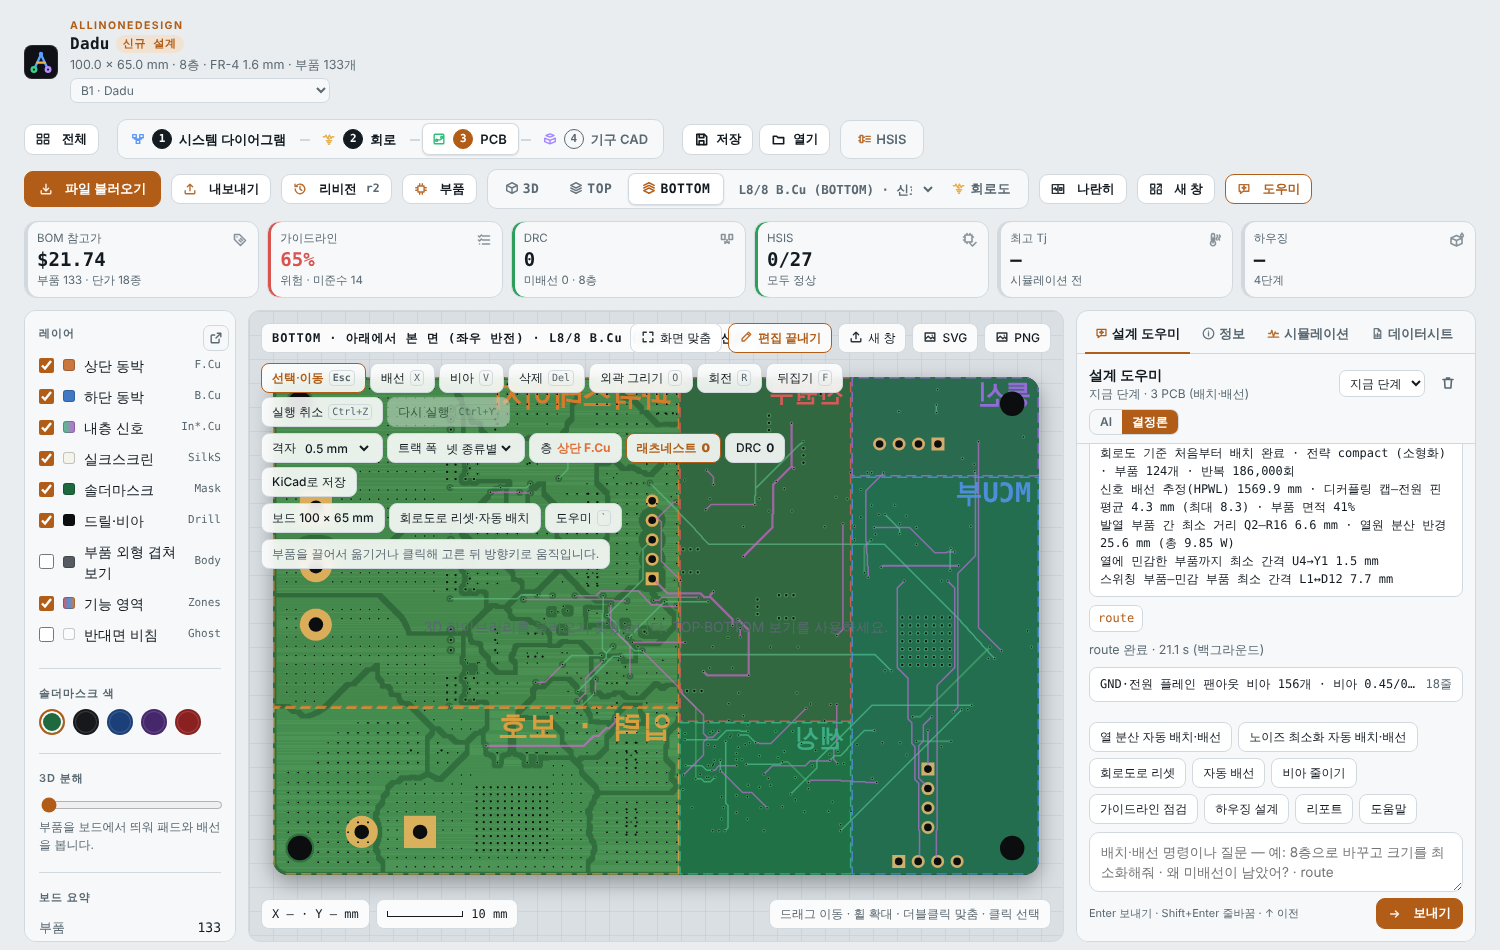 ALLINONEDESIGN
Dadu 신규 설계
100.0 × 65.0 mm · 8층 · FR-4 1.6 mm · 부품 133개
B1 · Dadu
전체
1 시스템 다이어그램
2 회로
3 PCB
4 기구 CAD
저장
열기
HSIS
파일 불러오기
내보내기
리비전 r2
부품
3D
TOP
BOTTOM
L8/8 B.Cu (BOTTOM) ·
회로도
나란히
새 창
도우미
BOM 참고가
$21.74
부품 133 · 단가 18종
가이드라인
65%
위험 · 미준수 14
DRC
0
미배선 0 · 8층
HSIS
0/27
모두 정상
최고 Tj
—
시뮬레이션 전
하우징
—
4단계
레이어
상단 동박 F.Cu
하단 동박 B.Cu
내층 신호 In*.Cu
실크스크린 SilkS
솔더마스크 Mask
드릴·비아 Drill
부품 외형 겹쳐 보기 Body
기능 영역 Zones
반대면 비침 Ghost
솔더마스크 색
3D 분해
부품을 보드에서 띄워 패드와 배선
을 봅니다.
보드 요약
부품 133
BOTTOM · 아래에서 본 면 (좌우 반전) · L8/8 B.Cu
화면 맞춤
편집 끝내기
새 창
SVG
PNG
선택·이동 Esc
배선 X
비아 V
삭제 Del
외곽 그리기 O
회전 R
뒤집기 F
실행 취소 Ctrl+Z
다시 실행 Ctrl+Y
격자 0.5 mm
트랙 폭 넷 종류별
층 상단 F.Cu
래츠네스트 0
DRC 0
KiCad로 저장
보드 100 × 65 mm
회로도로 리셋·자동 배치
도우미 `
부품을 끌어서 옮기거나 클릭해 고른 뒤 방향키로 움직입니다.
통신
MCU부
입력 · 보호
센싱
X — · Y — mm
10 mm
드래그 이동 · 휠 확대 · 더블클릭 맞춤 · 클릭 선택
설계 도우미
정보
시뮬레이션
데이터시트
설계 도우미
지금 단계 · 3 PCB (배치·배선)
지금 단계
AI
결정론
회로도 기준 처음부터 배치 완료 · 전략 compact (소형화)
· 부품 124개 · 반복 186,000회
신호 배선 추정(HPWL) 1569.9 mm · 디커플링 캡–전원 핀
평균 4.3 mm (최대 8.3) · 부품 면적 41%
발열 부품 간 최소 거리 Q2–R16 6.6 mm · 열원 분산 반경
25.6 mm (총 9.85 W)
열에 민감한 부품까지 최소 간격 U4→Y1 1.5 mm
스위칭 부품–민감 부품 최소 간격 L1↔D12 7.7 mm
route
route 완료 · 21.1 s (백그라운드)
GND·전원 플레인 팬아웃 비아 156개 · 비아 0.45/0… 18줄
열 분산 자동 배치·배선
노이즈 최소화 자동 배치·배선
회로도로 리셋
자동 배선
비아 줄이기
가이드라인 점검
하우징 설계
리포트
도움말
배치·배선 명령이나 질문 — 예: 8층으로 바꾸고 크기를 최
소화해줘 · 왜 미배선이 남았어? · route
Enter 보내기 · Shift+Enter 줄바꿈 · ↑ 이전
보내기